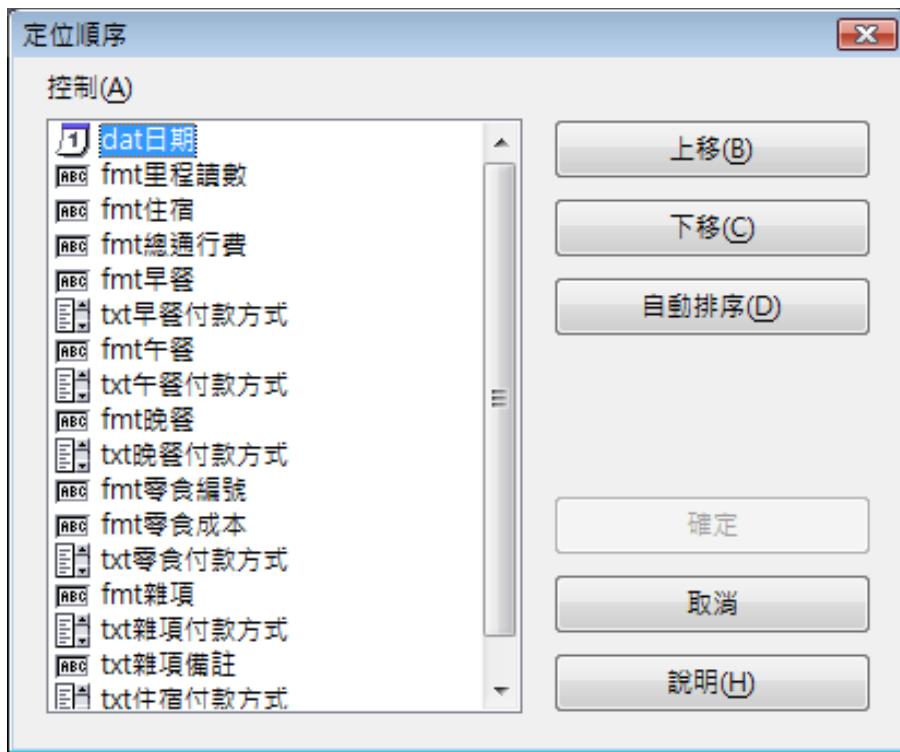 定位順序
控制(A)
dat日期
fmt里程讀數
fmt住宿
fmt總通行費
fmt早餐
txt早餐付款方式
fmt午餐
txt午餐付款方式
fmt晚餐
txt晚餐付款方式
fmt零食編號
fmt零食成本
txt零食付款方式
fmt雜項
txt雜項付款方式
txt雜項備註
txt住宿付款方式
上移(B)
下移(C)
自動排序(D)
確定
取消
說明(H)